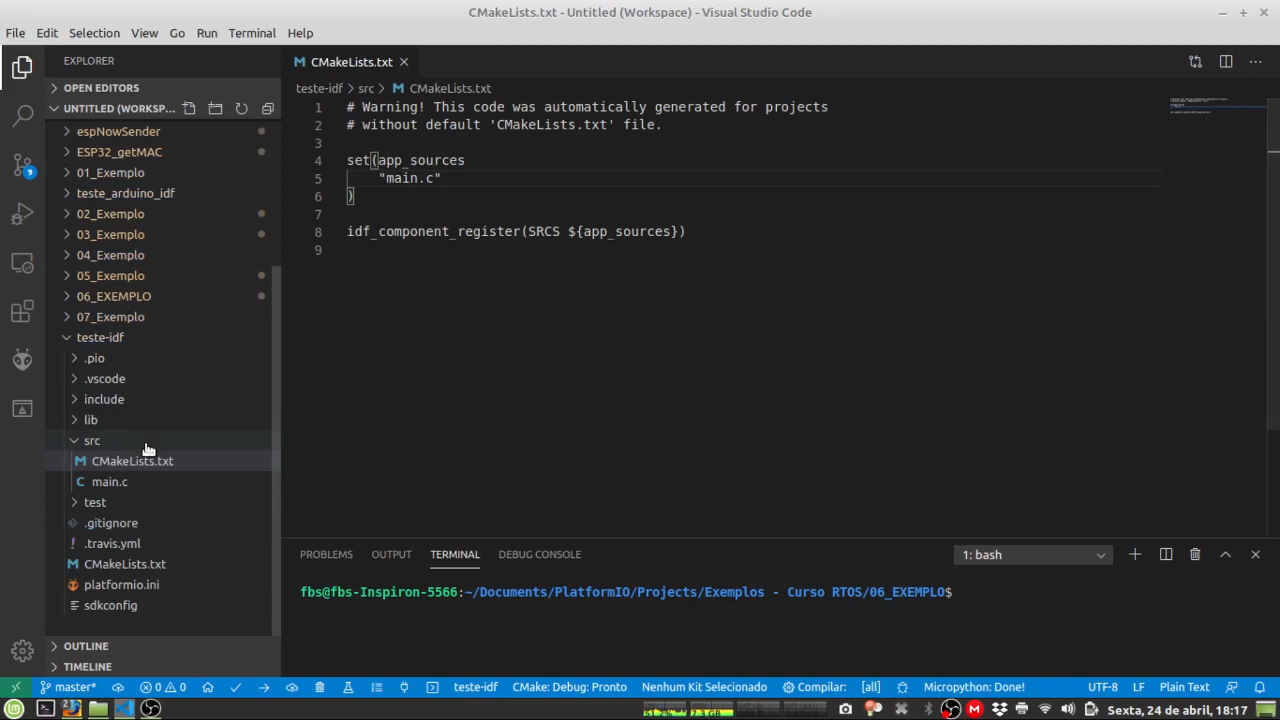 CMakeLists.txt - Untitled (Workspace) - Visual Studio Code
File Edit Selection View Go Run Terminal Help
EXPLORER
OPEN EDITORS
UNTITLED (WORKSP...
espNowSender
ESP32_getMAC
01_Exemplo
teste_arduino_idf
02_Exemplo
03_Exemplo
04_Exemplo
05_Exemplo
06_EXEMPLO
07_Exemplo
teste-idf
.pio
.vscode
include
lib
src
CMakeLists.txt
main.c
test
.gitignore
.travis.yml
CMakeLists.txt
platformio.ini
sdkconfig
OUTLINE
TIMELINE
9
CMakeLists.txt
teste-idf > src > CMakeLists.txt
1 # Warning! This code was automatically generated for projects
2 # without default 'CMakeLists.txt' file.
3
4 set(app_sources
5 "main.c"
6 )
7
8 idf_component_register(SRCS ${app_sources})
9
PROBLEMS OUTPUT TERMINAL DEBUG CONSOLE 1: bash
fbs@fbs-Inspiron-5566:~/Documents/PlatformIO/Projects/Exemplos - Curso RTOS/06_EXEMPLO$
master* 0 0 teste-idf CMake: Debug: Pronto Nenhum Kit Selecionado Compilar: [all] Micropython: Done! UTF-8 LF Plain Text
Sexta, 24 de abril, 18:17